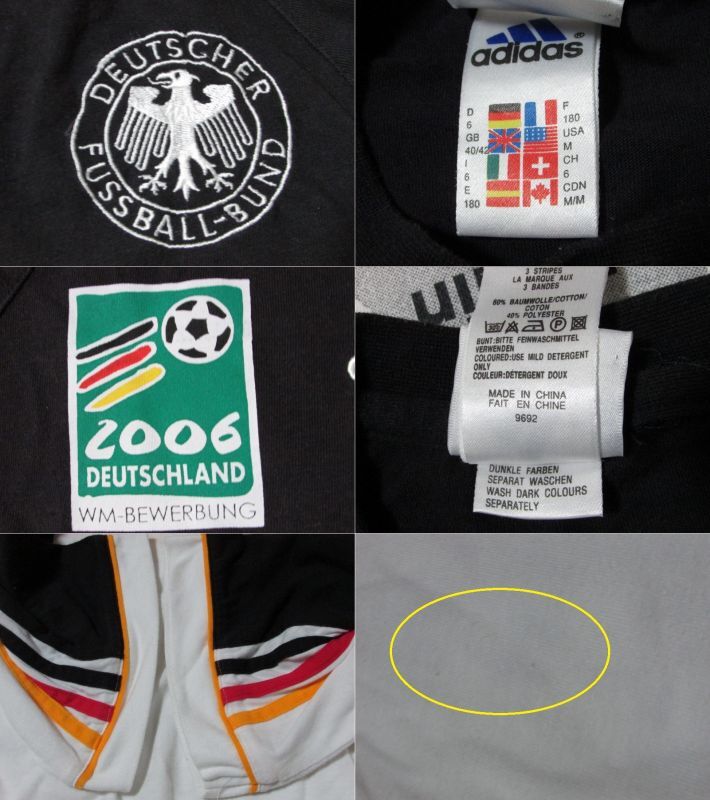 DEUTSCHER
FUSSBALL-BUND
adidas
D F
6 180
GB USA
40/42 M
I CH
6 6
E CDN
180 M/M
2006
DEUTSCHLAND
WM-BEWERBUNG
3 STRIPES
LA MARQUE AUX
3 BANDES
60% BAUMWOLLE/COTTON/
COTON
40% POLYESTER
BUNT:BITTE FEINWASCHMITTEL
VERWENDEN
COLOURED:USE MILD DETERGENT
ONLY
COULEUR:DÉTERGENT DOUX
MADE IN CHINA
FAIT EN CHINE
9692
DUNKLE FARBEN
SEPARAT WASCHEN
WASH DARK COLOURS
SEPARATELY